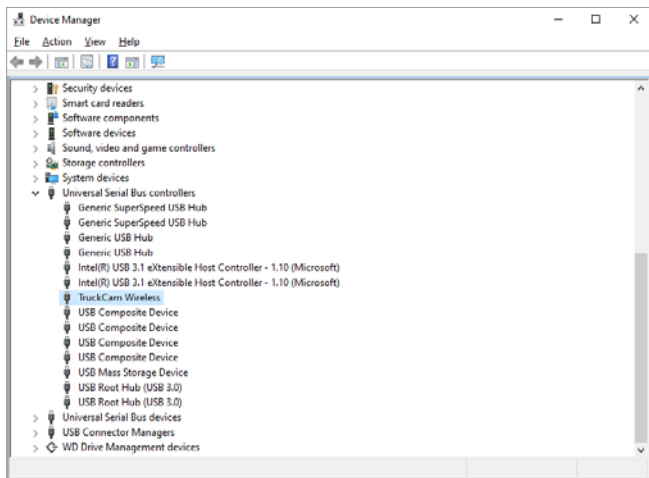 Device Manager
File Action View Help
Security devices
Smart card readers
Software components
Software devices
Sound, video and game controllers
Storage controllers
System devices
Universal Serial Bus controllers
Generic SuperSpeed USB Hub
Generic SuperSpeed USB Hub
Generic USB Hub
Generic USB Hub
Intel(R) USB 3.1 eXtensible Host Controller - 1.10 (Microsoft)
Intel(R) USB 3.1 eXtensible Host Controller - 1.10 (Microsoft)
TruckCam Wireless
USB Composite Device
USB Composite Device
USB Composite Device
USB Composite Device
USB Mass Storage Device
USB Root Hub (USB 3.0)
USB Root Hub (USB 3.0)
Universal Serial Bus devices
USB Connector Managers
WD Drive Management devices